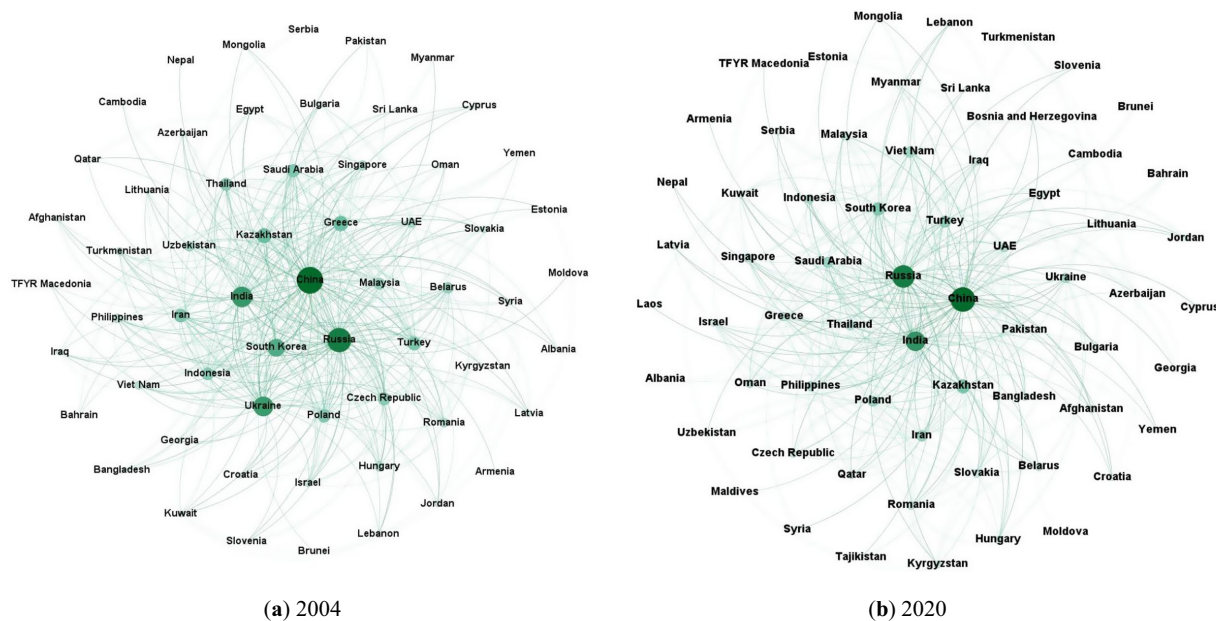 Serbia
Mongolia
Pakistan
Nepal
Myanmar
Cambodia
Egypt
Bulgaria
Sri Lanka
Cyprus
Azerbaijan
Qatar
Saudi Arabia
Singapore
Oman
Yemen
Lithuania
Thailand
Afghanistan
Greece
UAE
Estonia
Turkmenistan
Uzbekistan
Kazakhstan
Slovakia
TFYR Macedonia
China
Malaysia
Belarus
Moldova
India
Syria
Philippines
Iran
Iraq
South Korea
Russia
Turkey
Albania
Viet Nam
Indonesia
Kyrgyzstan
Bahrain
Ukraine
Poland
Czech Republic
Romania
Latvia
Georgia
Bangladesh
Croatia
Israel
Hungary
Armenia
Kuwait
Jordan
Slovenia
Brunei
Lebanon
(a) 2004
Mongolia
Lebanon
Turkmenistan
TFYR Macedonia
Estonia
Slovenia
Myanmar
Sri Lanka
Brunei
Armenia
Serbia
Malaysia
Bosnia and Herzegovina
Viet Nam
Iraq
Cambodia
Nepal
Kuwait
Indonesia
Egypt
Bahrain
South Korea
Turkey
Lithuania
Latvia
Singapore
Saudi Arabia
UAE
Jordan
Russia
Ukraine
Laos
China
Azerbaijan
Cyprus
Israel
Greece
Thailand
India
Pakistan
Bulgaria
Georgia
Albania
Oman
Philippines
Poland
Kazakhstan
Bangladesh
Afghanistan
Uzbekistan
Iran
Yemen
Czech Republic
Qatar
Slovakia
Belarus
Croatia
Maldives
Romania
Syria
Hungary
Moldova
Tajikistan
Kyrgyzstan
(b) 2020